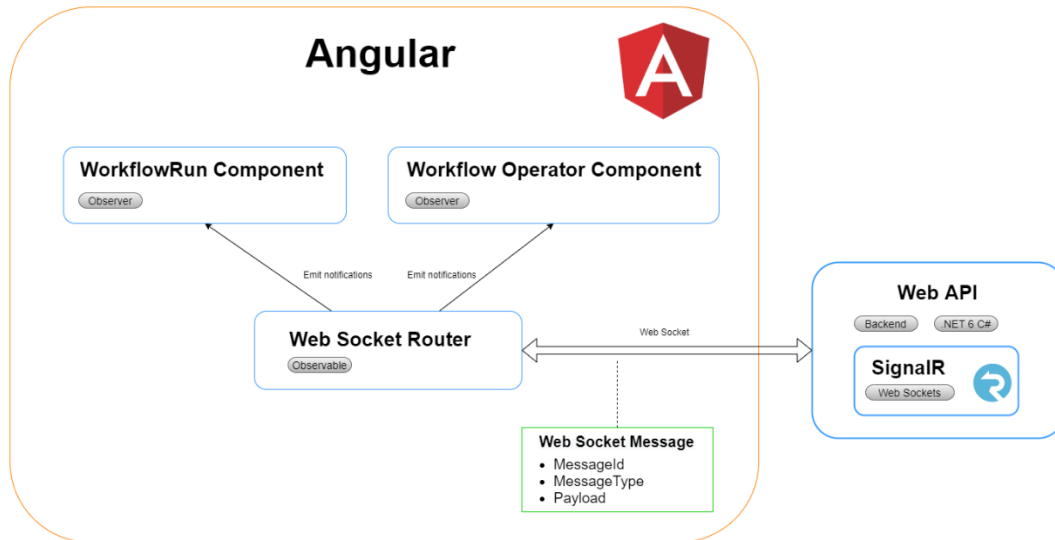 Angular
WorkflowRun Component
Observer
Workflow Operator Component
Observer
Emit notifications
Emit notifications
Web Socket Router
Observable
Web Socket
Web API
Backend
.NET 6 C#
SignalR
Web Sockets
Web Socket Message
• MessageId
• MessageType
• Payload